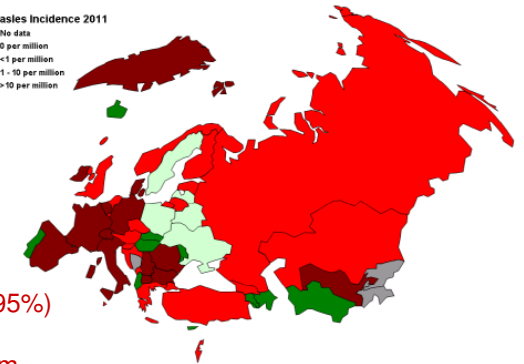 asles Incidence 2011
No data
0 per million
<1 per million
1 - 10 per million
>10 per million
95%)